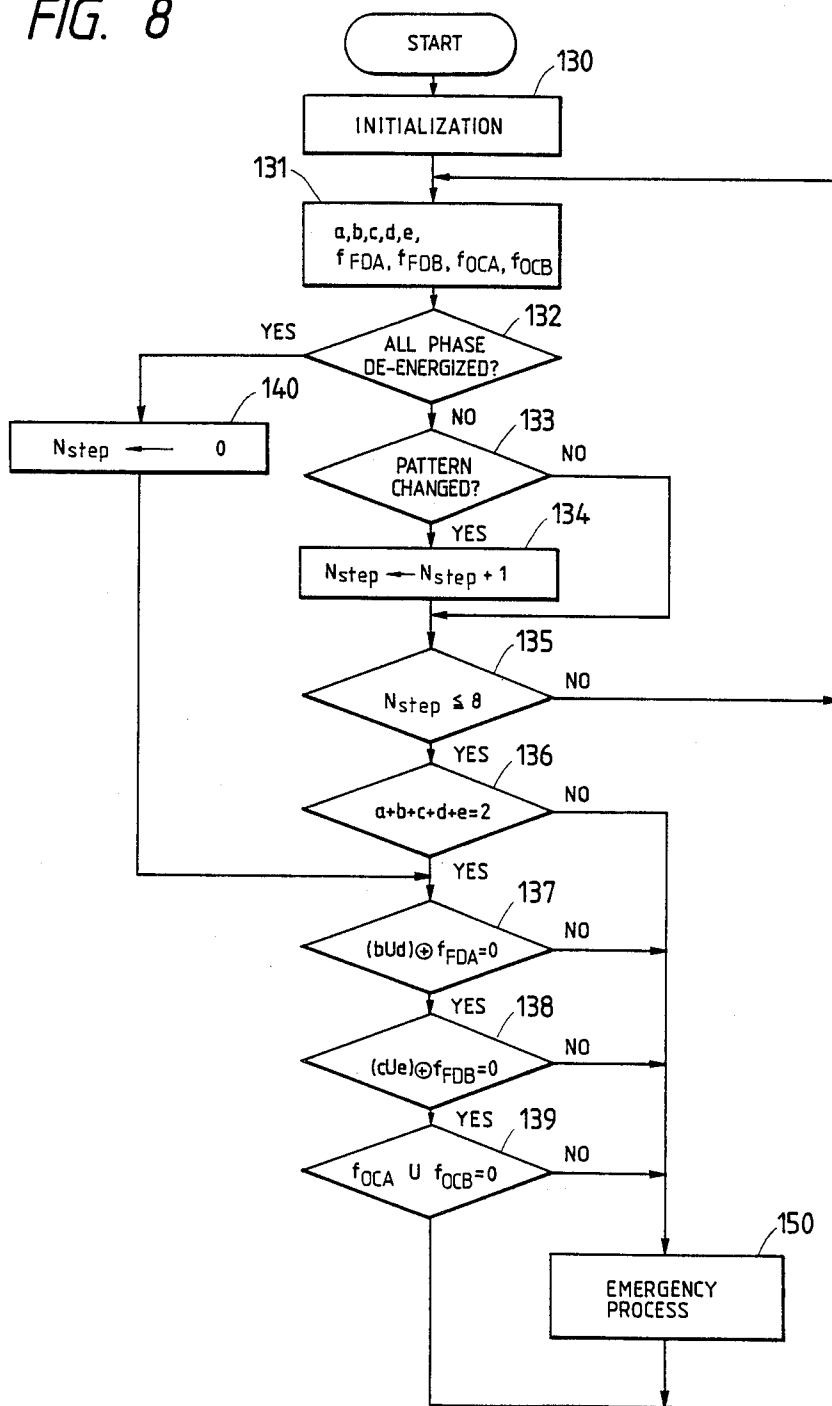 FIG. 8
START
130
INITIALIZATION
131
a,b,c,d,e,
fFDA, fFDB, fOCA, fOCB
132
YES
ALL PHASE
DE-ENERGIZED?
140
NO
Nstep ← 0
133
PATTERN
CHANGED?
NO
YES
134
Nstep ← Nstep + 1
135
Nstep ≦ 8
NO
YES
136
a+b+c+d+e=2
NO
YES
137
(bUd)⊕fFDA=0
NO
YES
138
(cUe)⊕fFDB=0
NO
YES
139
fOCA U fOCB=0
NO
150
EMERGENCY
PROCESS